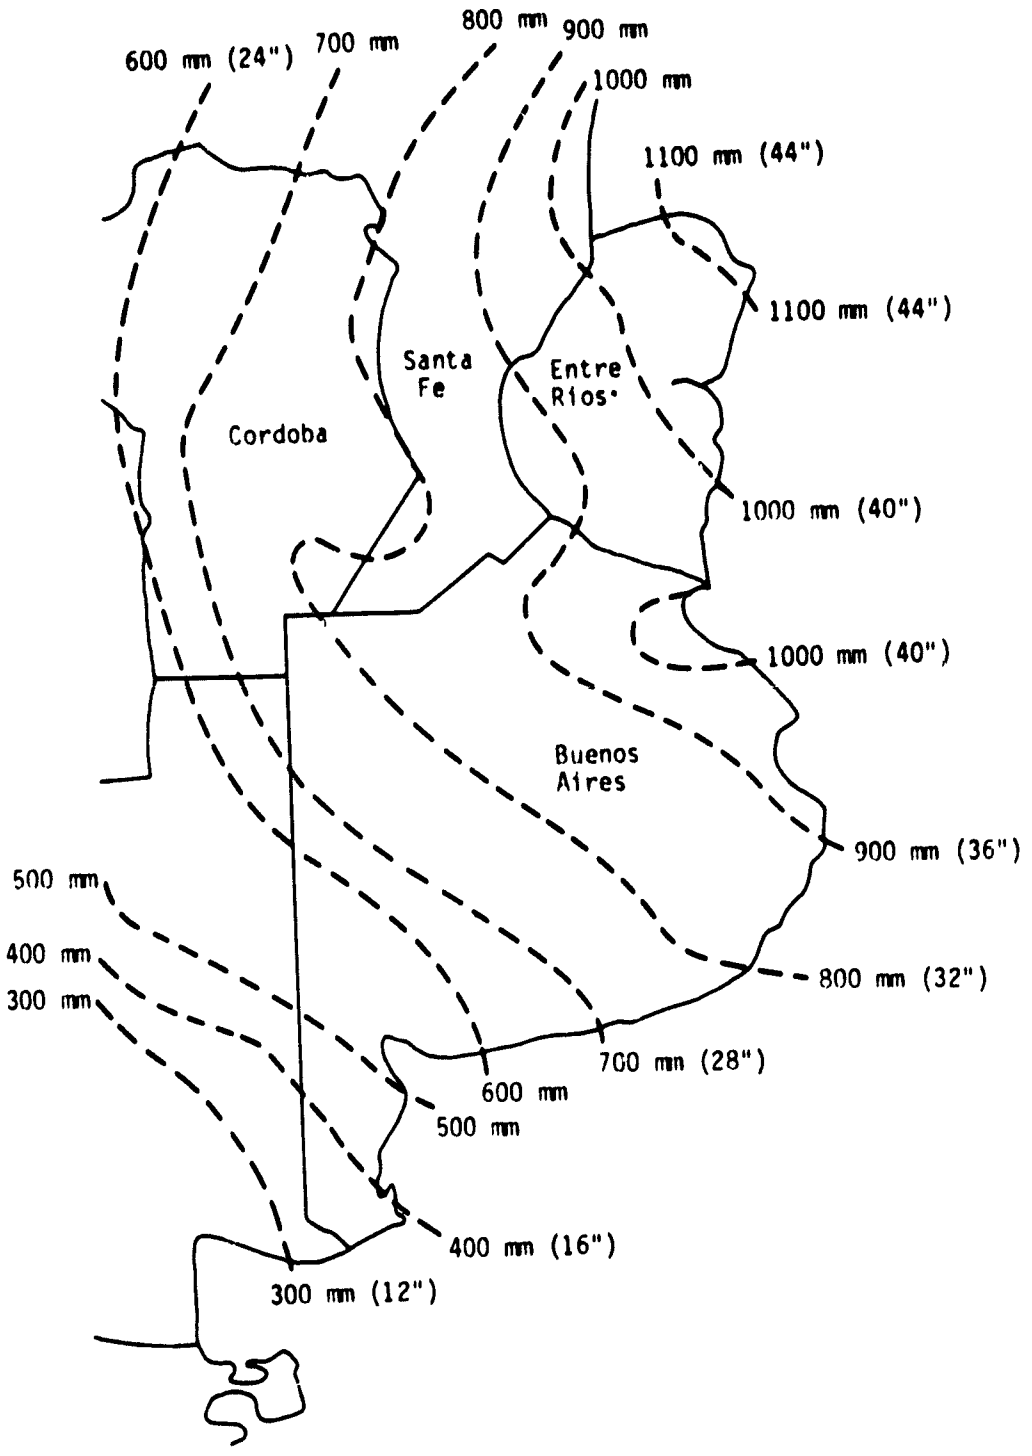 800 mm
900 mm
700 mm
600 mm (24")
1000 mm
1100 mm (44")
1100 mm (44")
Santa
Fe
Entre
Rios
Cordoba
1000 mm (40")
1000 mm (40")
Buenos
Aires
900 mm (36")
500 mm
400 mm
800 mm (32")
300 mm
700 mm (28")
600 mm
500 mm
400 mm (16")
300 mm (12")